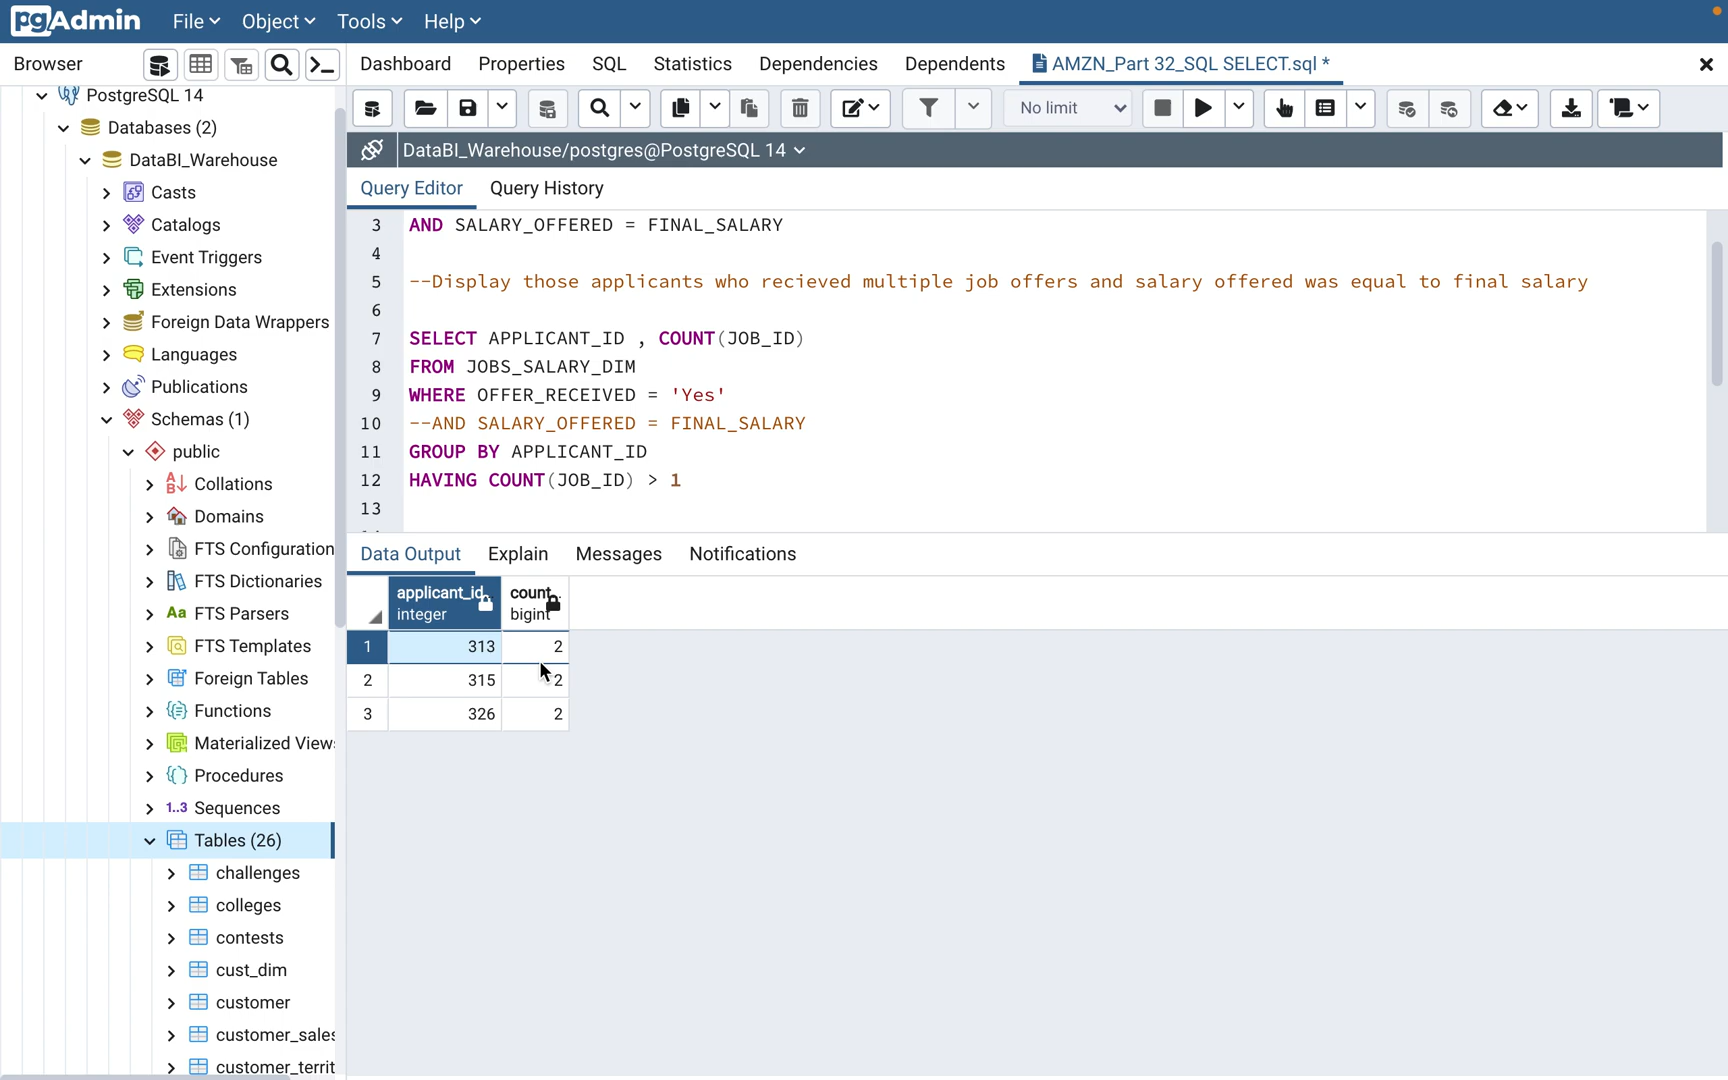 pgAdmin File Object Tools Help
Browser
Dashboard Properties SQL Statistics Dependencies Dependents AMZN_Part 32_SQL SELECT.sql *
No limit
DataBI_Warehouse/postgres@PostgreSQL 14
Query Editor Query History
PostgreSQL 14
Databases (2)
DataBI_Warehouse
Casts
Catalogs
Event Triggers
Extensions
Foreign Data Wrappers
Languages
Publications
Schemas (1)
public
Collations
Domains
FTS Configuration
FTS Dictionaries
Aa FTS Parsers
FTS Templates
Foreign Tables
Functions
Materialized View
Procedures
1..3 Sequences
Tables (26)
challenges
colleges
contests
cust_dim
customer
customer_sales
customer_territ
3 AND SALARY_OFFERED = FINAL_SALARY
4
5 --Display those applicants who recieved multiple job offers and salary offered was equal to final salary
6
7 SELECT APPLICANT_ID , COUNT(JOB_ID)
8 FROM JOBS_SALARY_DIM
9 WHERE OFFER_RECEIVED = 'Yes'
10 --AND SALARY_OFFERED = FINAL_SALARY
11 GROUP BY APPLICANT_ID
12 HAVING COUNT(JOB_ID) > 1
13
Data Output Explain Messages Notifications
applicant_id count
integer bigint
1 313 2
2 315 2
3 326 2